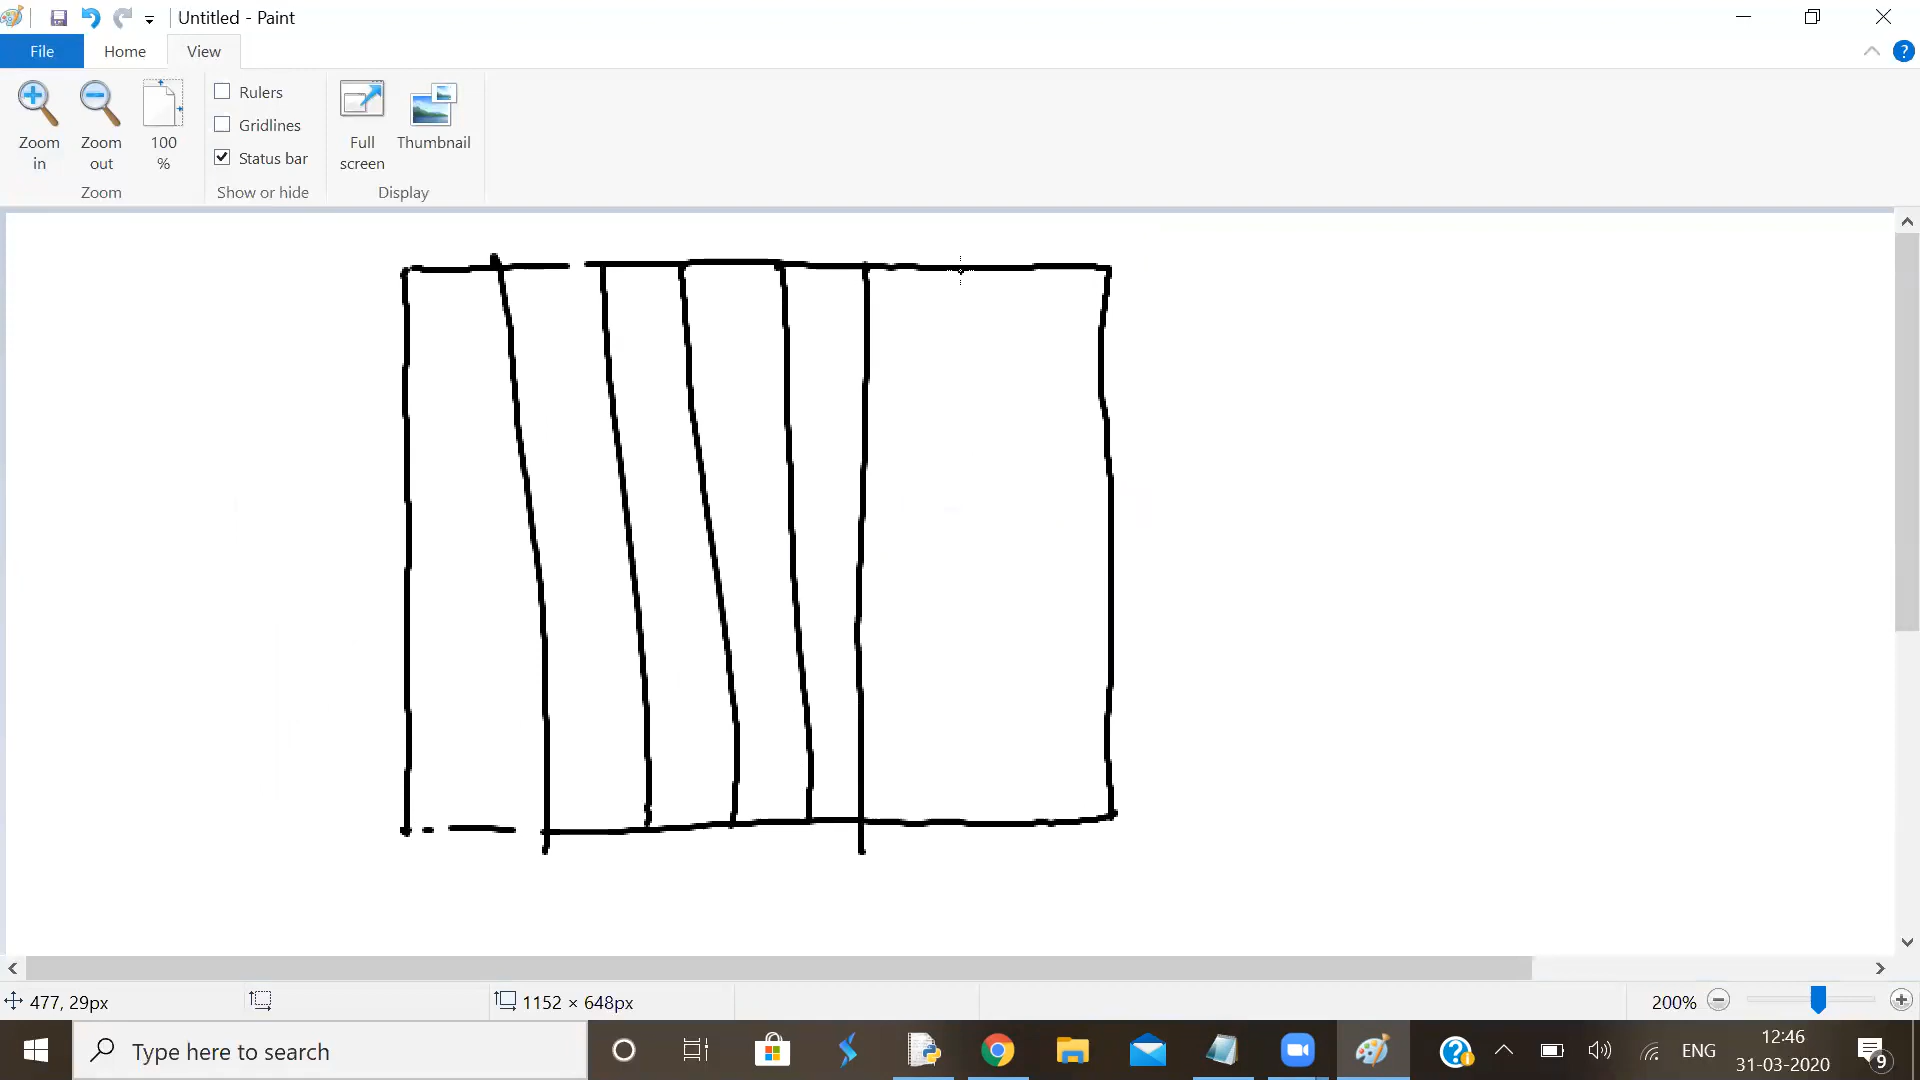 Untitled - Paint
File Home View
Zoom in
Zoom out
100 %
Rulers
Gridlines
Status bar
Full screen
Thumbnail
Zoom Show or hide Display
477, 29px 1152 × 648px 200%
Type here to search
ENG
12:46
31-03-2020
9